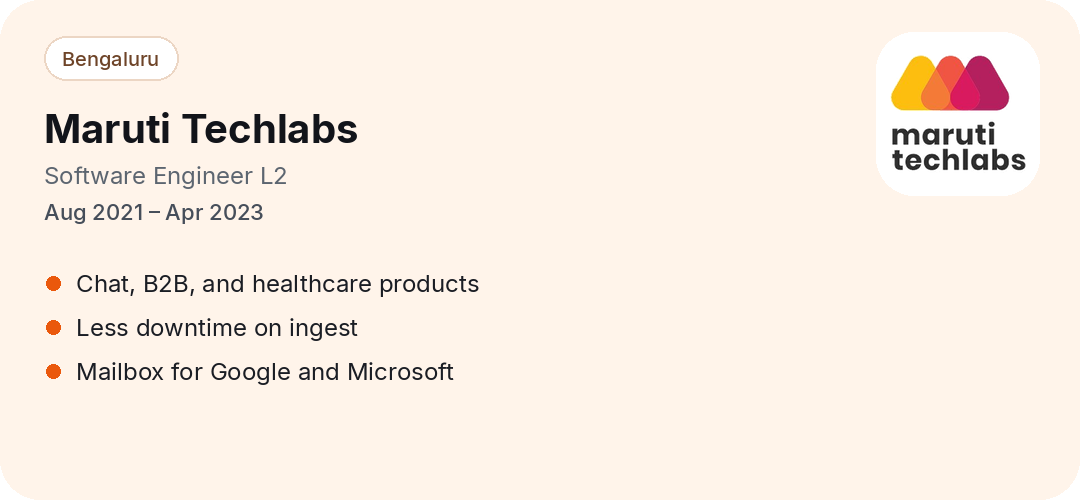 Bengaluru
Maruti Techlabs
Software Engineer L2
Aug 2021 – Apr 2023
Chat, B2B, and healthcare products
Less downtime on ingest
Mailbox for Google and Microsoft
maruti
techlabs